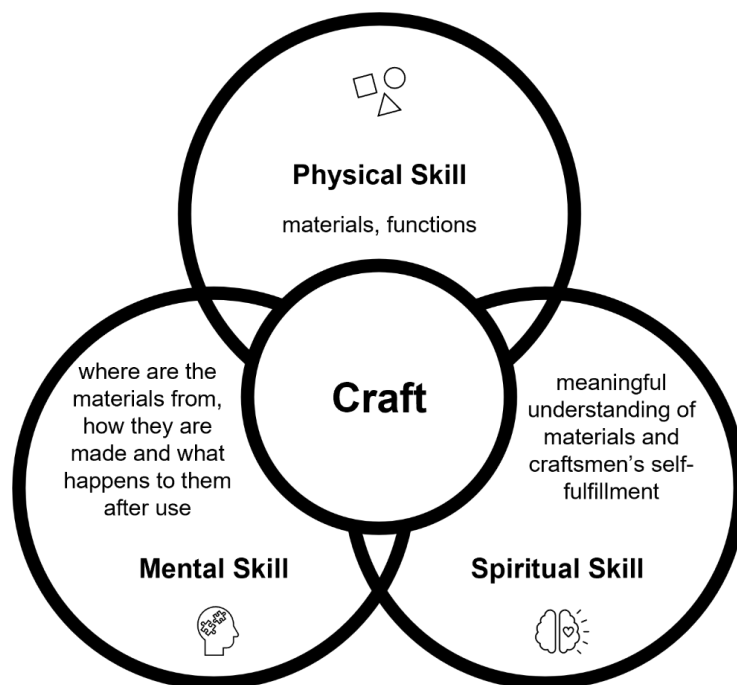 Physical Skill
materials, functions
Craft
where are the
materials from,
how they are
made and what
happens to them
after use
Mental Skill
meaningful
understanding of
materials and
craftsmen’s self-
fulfillment
Spiritual Skill